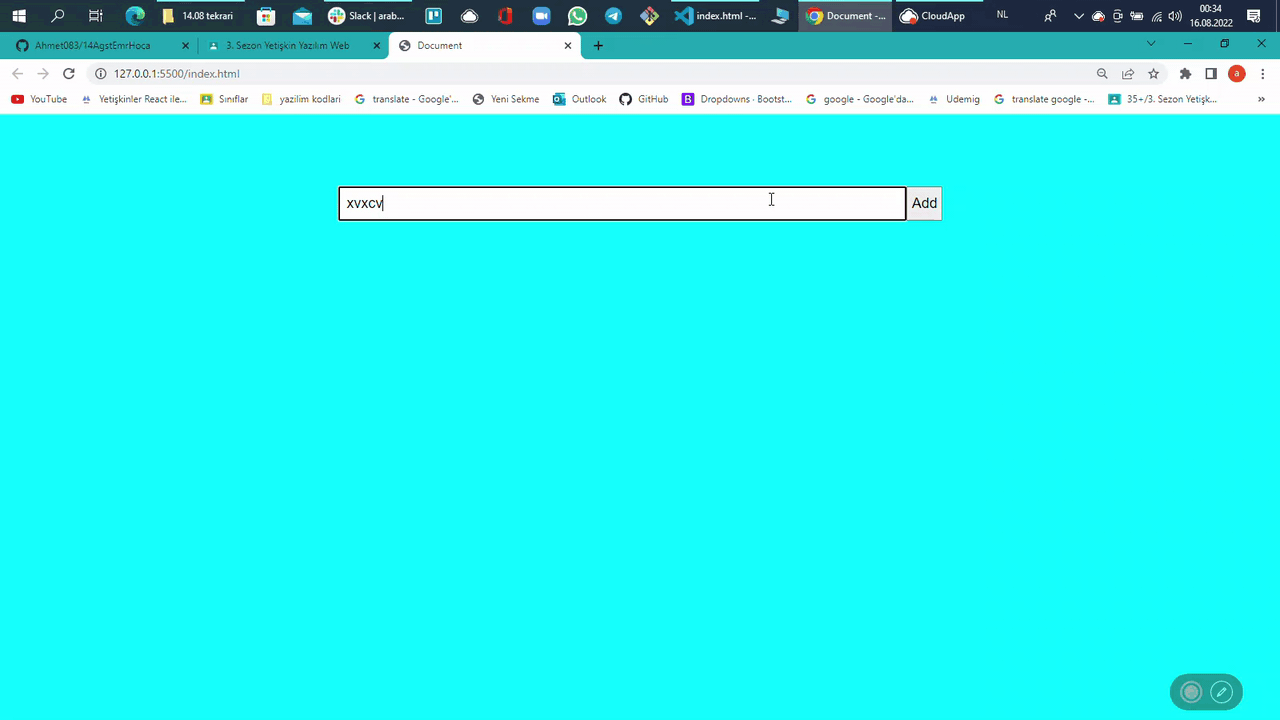 14.08 tekrari
Slack | arab...
index.html -...
Document -...
CloudApp
NL
00:34
16.08.2022
Ahmet083/14AgstEmrHoca
3. Sezon Yetişkin Yazılım Web
Document
127.0.0.1:5500/index.html
a
YouTube
Yetişkinler React ile...
Sınıflar
yazilim kodlari
translate - Google'...
Yeni Sekme
Outlook
GitHub
Dropdowns · Bootst...
google - Google'da...
Udemig
translate google -...
35+/3. Sezon Yetişk...
xvxcv
Add